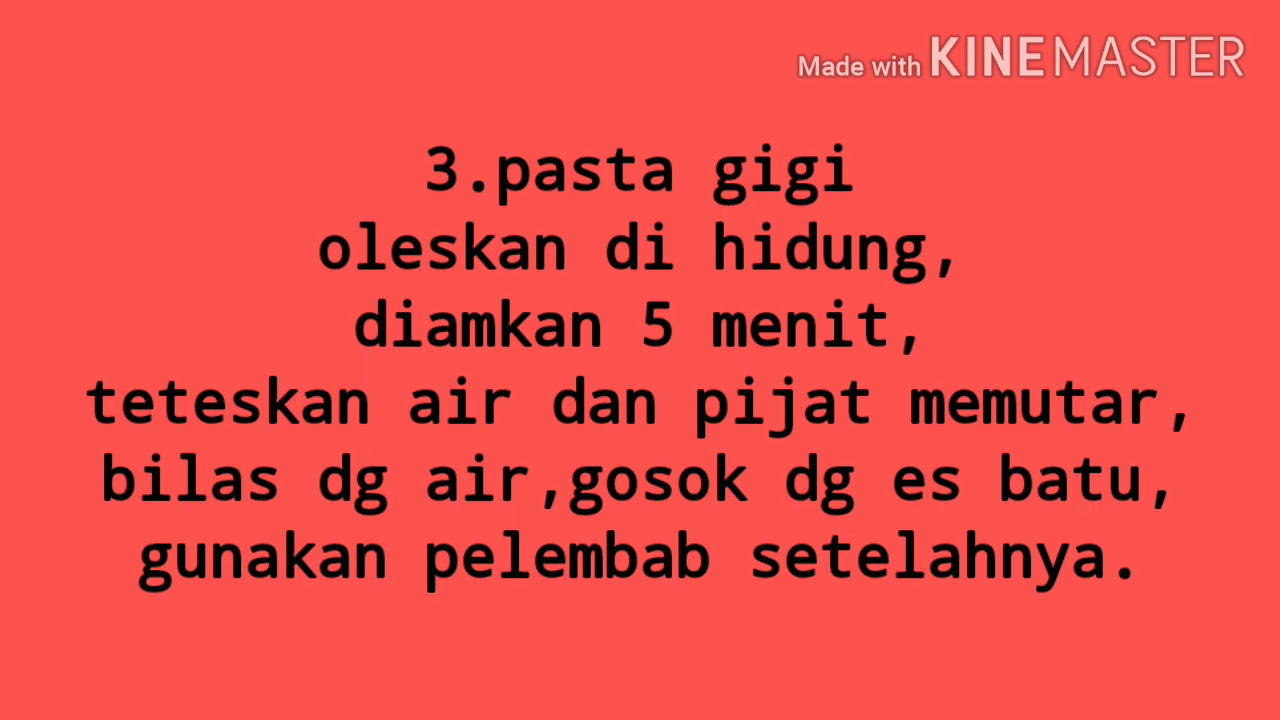 Made with KINEMASTER
3.pasta gigi
oleskan di hidung,
diamkan 5 menit,
teteskan air dan pijat memutar,
bilas dg air,gosok dg es batu,
gunakan pelembab setelahnya.